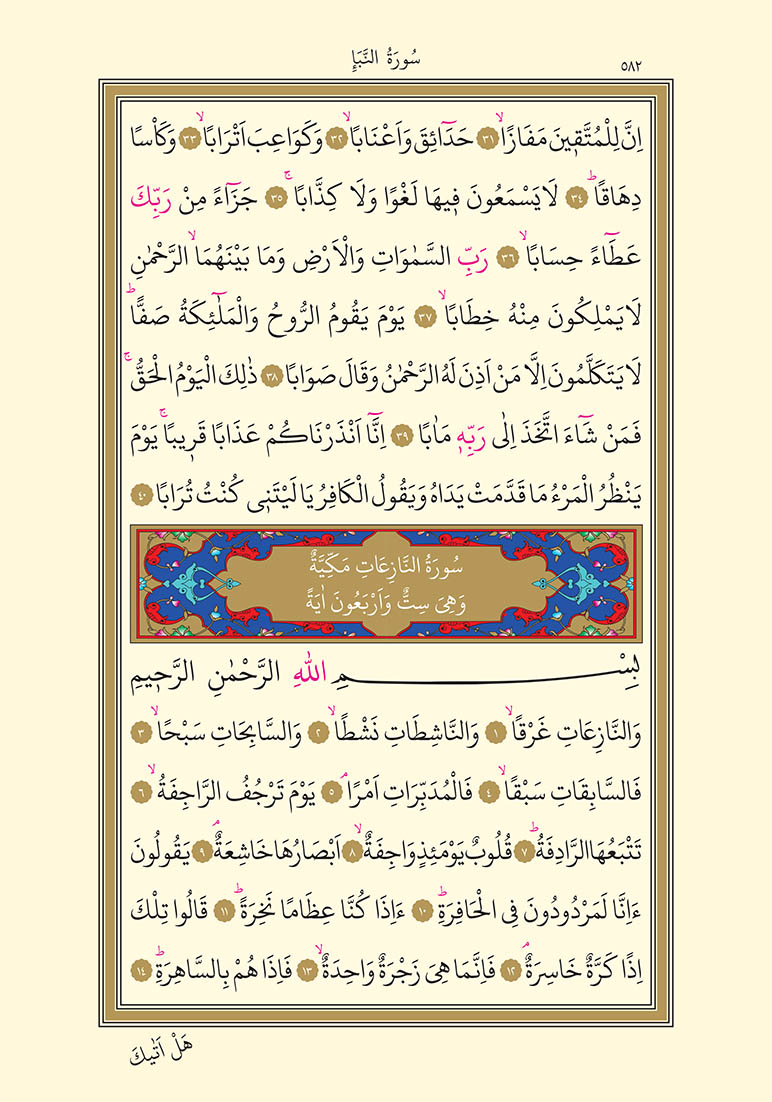 سُورَةُ النَّبَأِ ٥٨٢
اِنَّ لِلْمُتَّق۪ينَ مَفَازًاۙ ﴿٣١﴾ حَدَٓائِقَ وَاَعْنَابًاۙ ﴿٣٢﴾ وَكَوَاعِبَ اَتْرَابًاۙ ﴿٣٣﴾ وَكَأْسًا
دِهَاقًاۜ ﴿٣٤﴾ لَا يَسْمَعُونَ ف۪يهَا لَغْوًا وَلَا كِذَّابًاۚ ﴿٣٥﴾ جَزَٓاءً مِنْ رَبِّكَ
عَطَٓاءً حِسَابًاۙ ﴿٣٦﴾ رَبِّ السَّمٰوَاتِ وَالْاَرْضِ وَمَا بَيْنَهُمَاۙ الرَّحْمٰنِ
لَا يَمْلِكُونَ مِنْهُ خِطَابًاۙ ﴿٣٧﴾ يَوْمَ يَقُومُ الرُّوحُ وَالْمَلٰٓئِكَةُ صَفًّاۜ
لَا يَتَكَلَّمُونَ اِلَّا مَنْ اَذِنَ لَهُ الرَّحْمٰنُ وَقَالَ صَوَابًا ﴿٣٨﴾ ذٰلِكَ الْيَوْمُ الْحَقُّۚ
فَمَنْ شَٓاءَ اتَّخَذَ اِلٰى رَبِّه۪ مَاٰبًا ﴿٣٩﴾ اِنَّٓا اَنْذَرْنَاكُمْ عَذَابًا قَر۪يبًاۚ يَوْمَ
يَنْظُرُ الْمَرْءُ مَا قَدَّمَتْ يَدَاهُ وَيَقُولُ الْكَافِرُ يَا لَيْتَن۪ي كُنْتُ تُرَابًا ﴿٤٠﴾
سُورَةُ النَّازِعَاتِ مَكِّيَّةٌ
وَهِيَ سِتٌّ وَاَرْبَعُونَ اٰيَةً
بِسْمِ اللّٰهِ الرَّحْمٰنِ الرَّح۪يمِ
وَالنَّازِعَاتِ غَرْقًاۙ ﴿١﴾ وَالنَّاشِطَاتِ نَشْطًاۙ ﴿٢﴾ وَالسَّابِحَاتِ سَبْحًاۙ ﴿٣﴾
فَالسَّابِقَاتِ سَبْقًاۙ ﴿٤﴾ فَالْمُدَبِّرَاتِ اَمْرًاۢ ﴿٥﴾ يَوْمَ تَرْجُفُ الرَّاجِفَةُۙ ﴿٦﴾
تَتْبَعُهَا الرَّادِفَةُۜ ﴿٧﴾ قُلُوبٌ يَوْمَئِذٍ وَاجِفَةٌۙ ﴿٨﴾ اَبْصَارُهَا خَاشِعَةٌۢ ﴿٩﴾ يَقُولُونَ
ءَاِنَّا لَمَرْدُودُونَ فِي الْحَافِرَةِۜ ﴿١٠﴾ ءَاِذَا كُنَّا عِظَامًا نَخِرَةًۜ ﴿١١﴾ قَالُوا تِلْكَ
اِذًا كَرَّةٌ خَاسِرَةٌۢ ﴿١٢﴾ فَاِنَّمَا هِيَ زَجْرَةٌ وَاحِدَةٌۙ ﴿١٣﴾ فَاِذَا هُمْ بِالسَّاهِرَةِۜ ﴿١٤﴾
هَلْ اَتٰيكَ